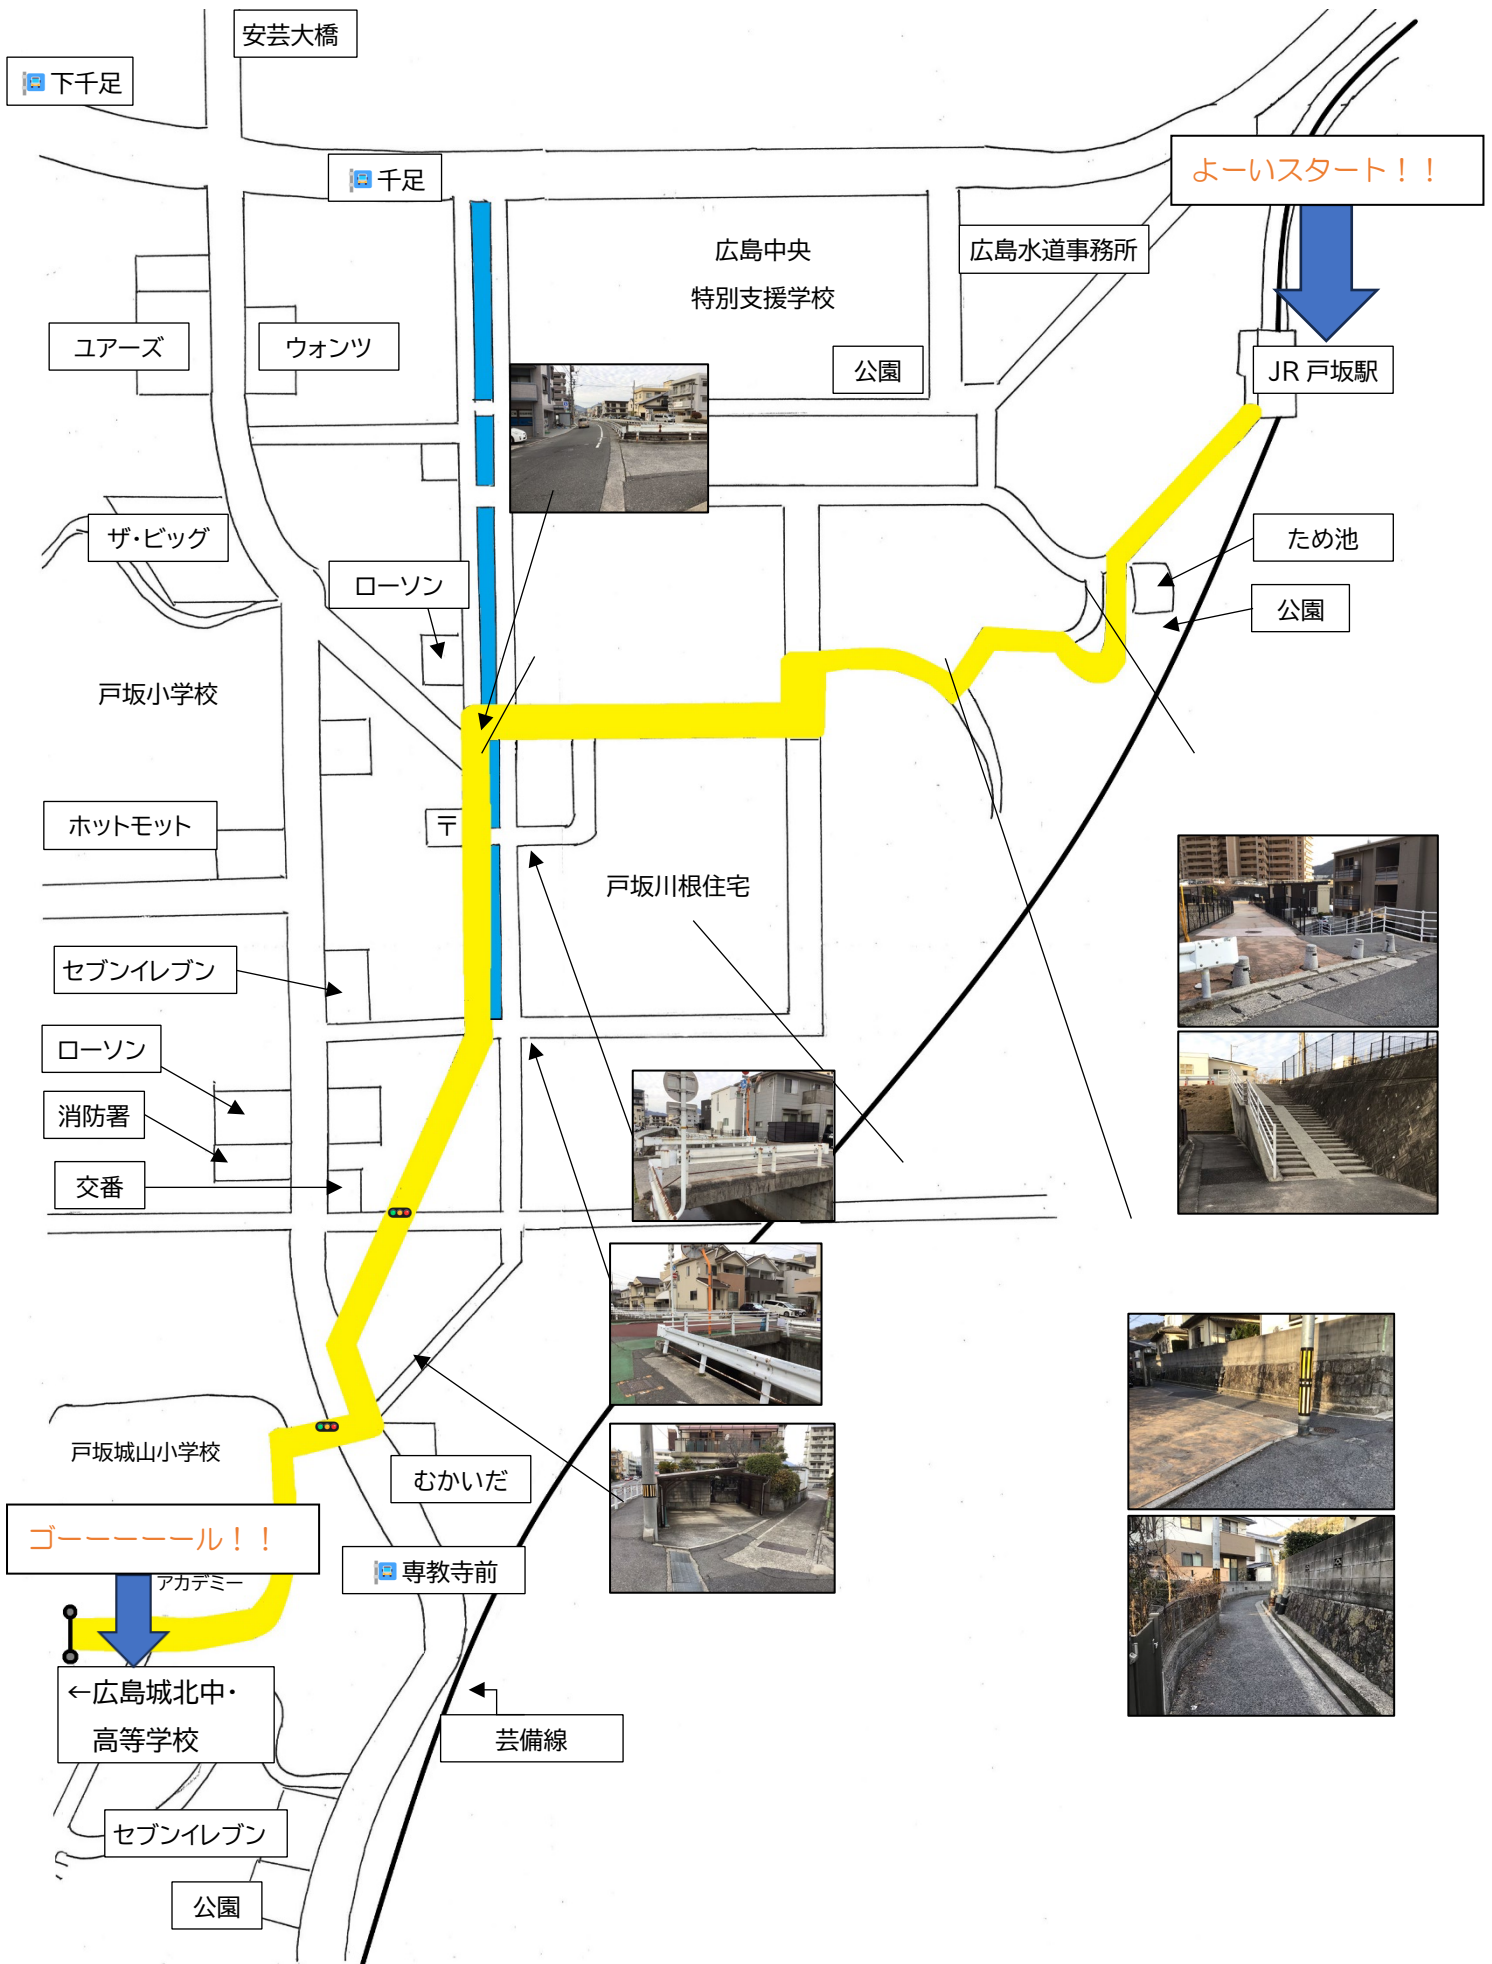 安芸大橋
下千足
よーいスタート！！
千足
広島中央
特別支援学校
広島水道事務所
ユアーズ
ウォンツ
公園
JR 戸坂駅
ザ・ビッグ
ため池
ローソン
公園
戸坂小学校
ホットモット
〒
戸坂川根住宅
セブンイレブン
ローソン
消防署
交番
戸坂城山小学校
むかいだ
ゴーーーーール！！
アカデミー
専教寺前
←広島城北中・
高等学校
芸備線
セブンイレブン
公園